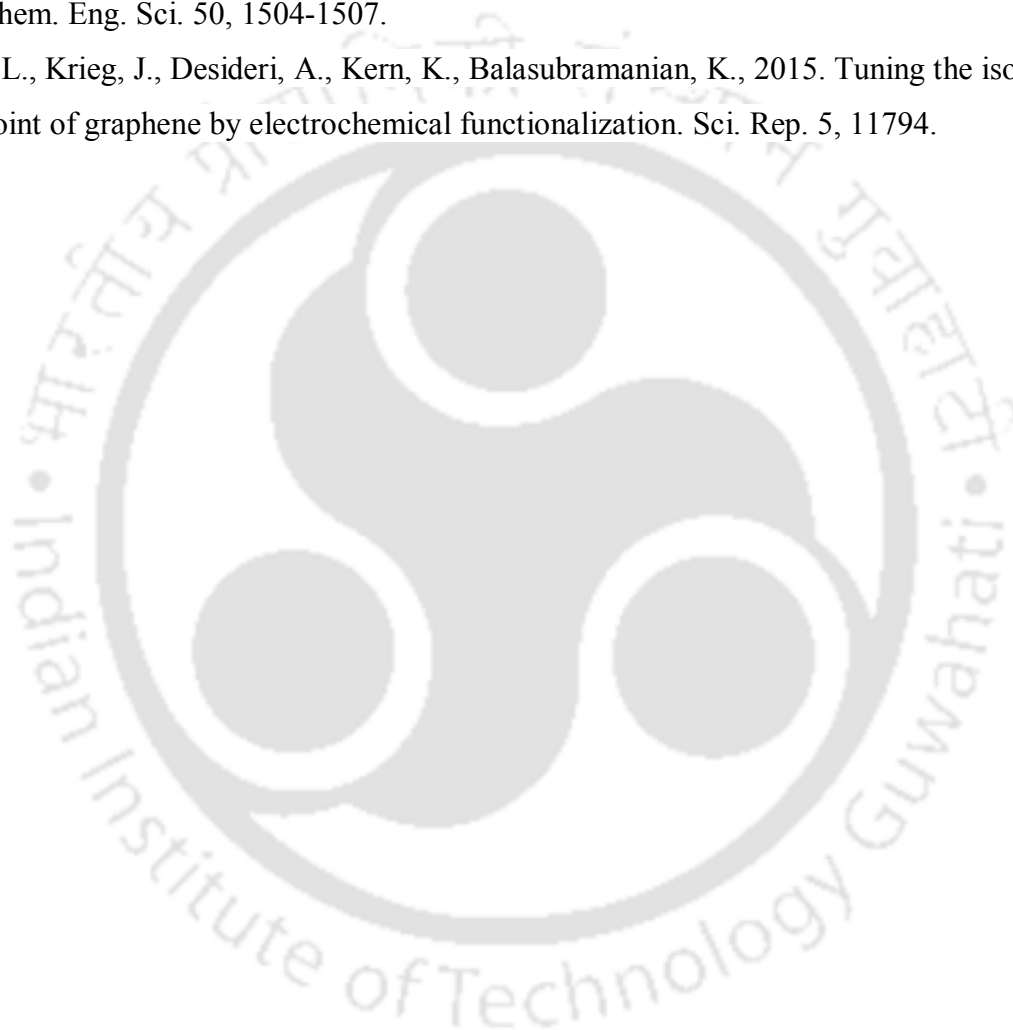 hem. Eng. Sci. 50, 1504-1507.
L., Krieg, J., Desideri, A., Kern, K., Balasubramanian, K., 2015. Tuning the iso
oint of graphene by electrochemical functionalization. Sci. Rep. 5, 11794.
भारतीय प्रौद्योगिकी संस्थान गुवाहाटी
Indian Institute of Technology Guwahati